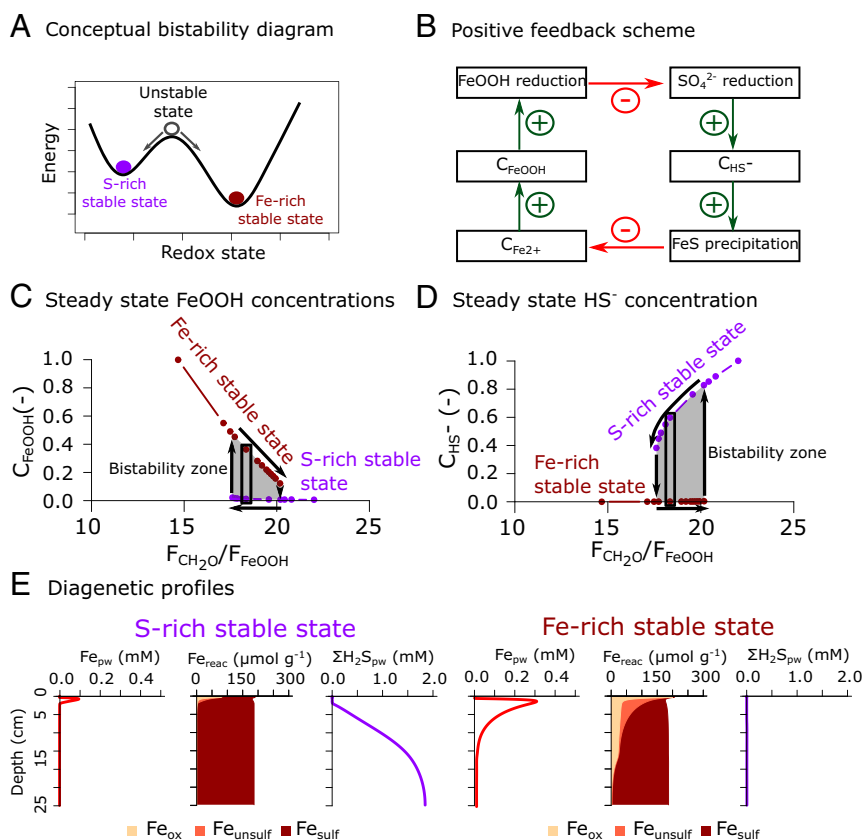 A Conceptual bistability diagram
Energy
Unstable
state
S-rich
stable state
Fe-rich
stable state
Redox state
B Positive feedback scheme
FeOOH reduction
-
SO₄²⁻ reduction
+
+
C_FeOOH
C_HS⁻
+
+
C_Fe2+
-
FeS precipitation
C Steady state FeOOH concentrations
C_FeOOH(-)
1.0
0.8
0.6
0.4
0.2
0.0
Fe-rich stable state
S-rich stable
state
Bistability zone
10 15 20 25
F_CH₂O/F_FeOOH
D Steady state HS⁻ concentration
C_HS⁻ (-)
1.0
0.8
0.6
0.4
0.2
0.0
S-rich stable state
Fe-rich
stable state
Bistability zone
10 15 20 25
F_CH₂O/F_FeOOH
E Diagenetic profiles
S-rich stable state
Fe_pw (mM)
0.0 0.2 0.4
Fe_reac (µmol g⁻¹)
0 150 300
ΣH₂S_pw (mM)
0.0 1.0 2.0
Depth (cm)
0
5
15
25
Fe_ox Fe_unsulf Fe_sulf
Fe-rich stable state
Fe_pw (mM)
0.0 0.2 0.4
Fe_reac (µmol g⁻¹)
0 150 300
ΣH₂S_pw (mM)
0.0 1.0 2.0
0
5
15
25
Fe_ox Fe_unsulf Fe_sulf